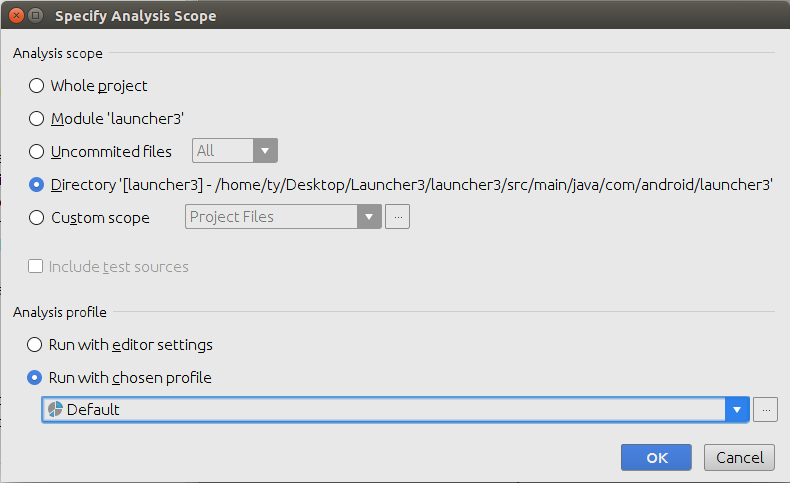 Specify Analysis Scope
Analysis scope
Whole project
Module 'launcher3'
Uncommited files All
Directory '[launcher3] - /home/ty/Desktop/Launcher3/launcher3/src/main/java/com/android/launcher3'
Custom scope Project Files ...
Include test sources
Analysis profile
Run with editor settings
Run with chosen profile
Default ...
OK Cancel